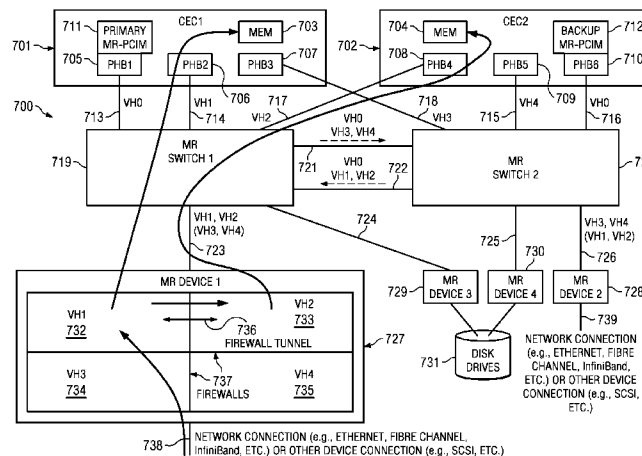 CEC1
CEC2
701
711
PRIMARY
MR-PCIM
705
PHB1
PHB2
706
MEM
703
707
PHB3
702
704
MEM
708
PHB4
PHB5
709
BACKUP
MR-PCIM
712
PHB6
710
700
713
VH0
VH1
714
717
VH2
718
VH3
VH4
715
VH0
716
719
MR
SWITCH 1
VH0
VH3, VH4
721
VH0
VH1, VH2
722
MR
SWITCH 2
VH1, VH2
(VH3, VH4)
723
724
725
VH3, VH4
(VH1, VH2)
726
730
MR DEVICE 1
729
MR
DEVICE 3
MR
DEVICE 4
MR
DEVICE 2
728
739
VH1
732
VH2
733
736
FIREWALL TUNNEL
727
VH3
734
737
FIREWALLS
VH4
735
731
DISK
DRIVES
NETWORK CONNECTION
(e.g., ETHERNET, FIBRE
CHANNEL, InfiniBand,
ETC.) OR OTHER DEVICE
CONNECTION (e.g., SCSI,
ETC.)
738
NETWORK CONNECTION (e.g., ETHERNET, FIBRE CHANNEL,
InfiniBand, ETC.) OR OTHER DEVICE CONNECTION (e.g., SCSI, ETC.)